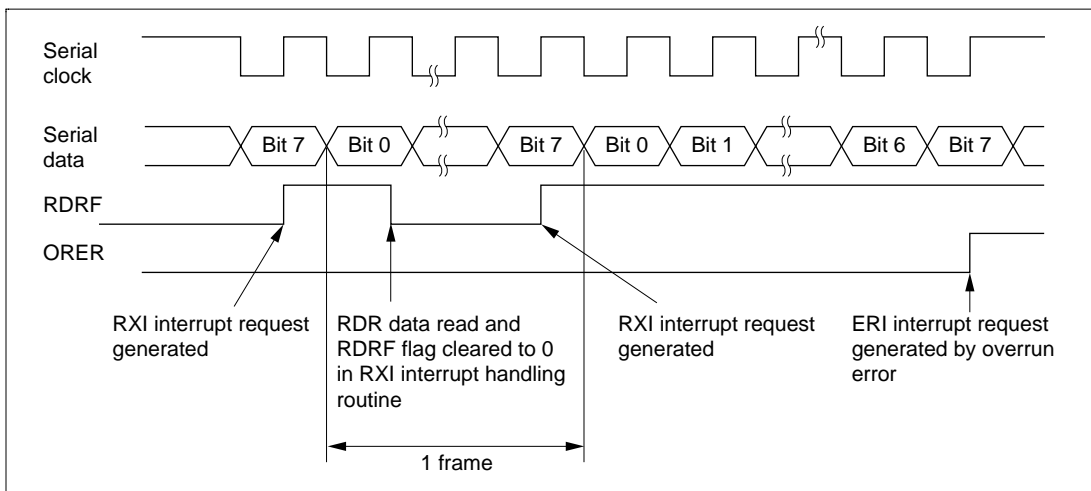 Serial
clock
Serial
data
Bit 7
Bit 0
Bit 7
Bit 0
Bit 1
Bit 6
Bit 7
RDRF
ORER
RXI interrupt request
generated
RDR data read and
RDRF flag cleared to 0
in RXI interrupt handling
routine
RXI interrupt request
generated
ERI interrupt request
generated by overrun
error
1 frame